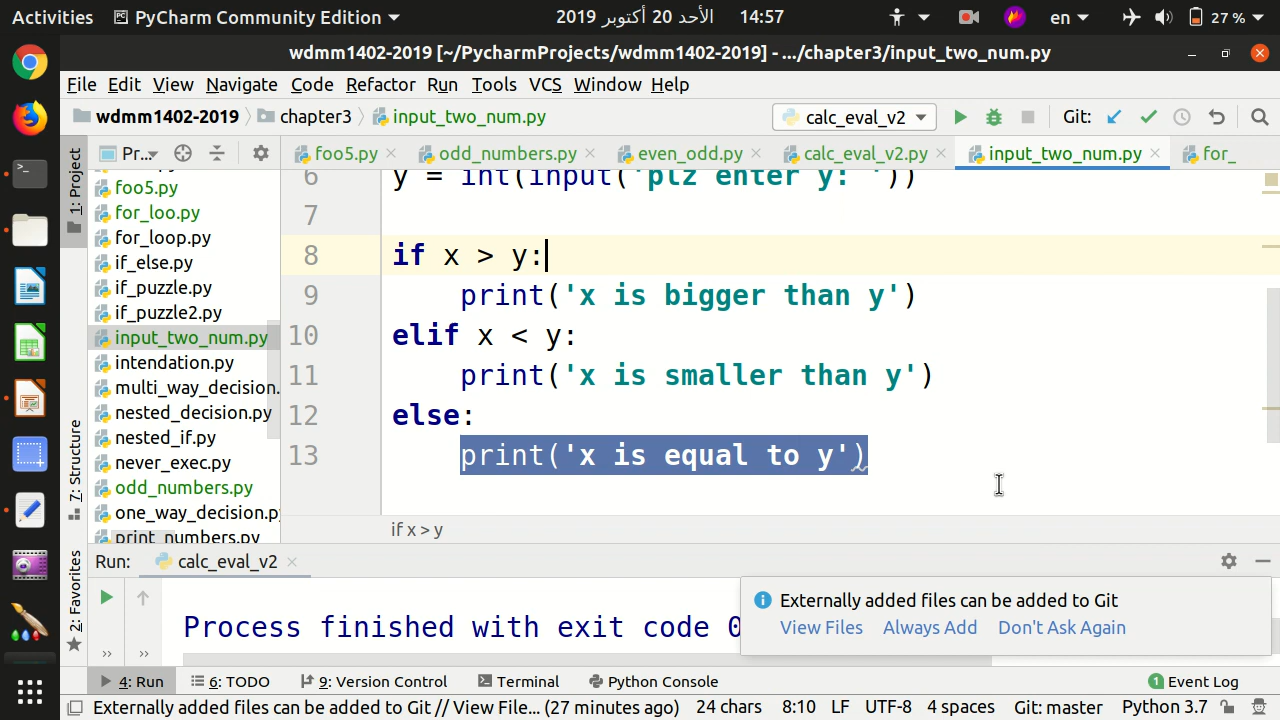 Activities PyCharm Community Edition الأحد 20 أكتوبر 2019 14:57 en 27 %
wdmm1402-2019 [~/PycharmProjects/wdmm1402-2019] - .../chapter3/input_two_num.py
File Edit View Navigate Code Refactor Run Tools VCS Window Help
wdmm1402-2019 chapter3 input_two_num.py calc_eval_v2 Git:
1: Project Pr... foo5.py odd_numbers.py even_odd.py calc_eval_v2.py input_two_num.py for_
foo5.py
for_loo.py
for_loop.py
if_else.py
if_puzzle.py
if_puzzle2.py
input_two_num.py
intendation.py
multi_way_decision.
nested_decision.py
nested_if.py
never_exec.py
odd_numbers.py
one_way_decision.p
print_numbers.py
7: Structure
2: Favorites
6 y = int(input('plz enter y: '))
7
8 if x > y:
9 print('x is bigger than y')
10 elif x < y:
11 print('x is smaller than y')
12 else:
13 print('x is equal to y')
if x > y
Run: calc_eval_v2
Process finished with exit code 0
Externally added files can be added to Git
View Files Always Add Don't Ask Again
4: Run 6: TODO 9: Version Control Terminal Python Console 1 Event Log
Externally added files can be added to Git // View File... (27 minutes ago) 24 chars 8:10 LF UTF-8 4 spaces Git: master Python 3.7